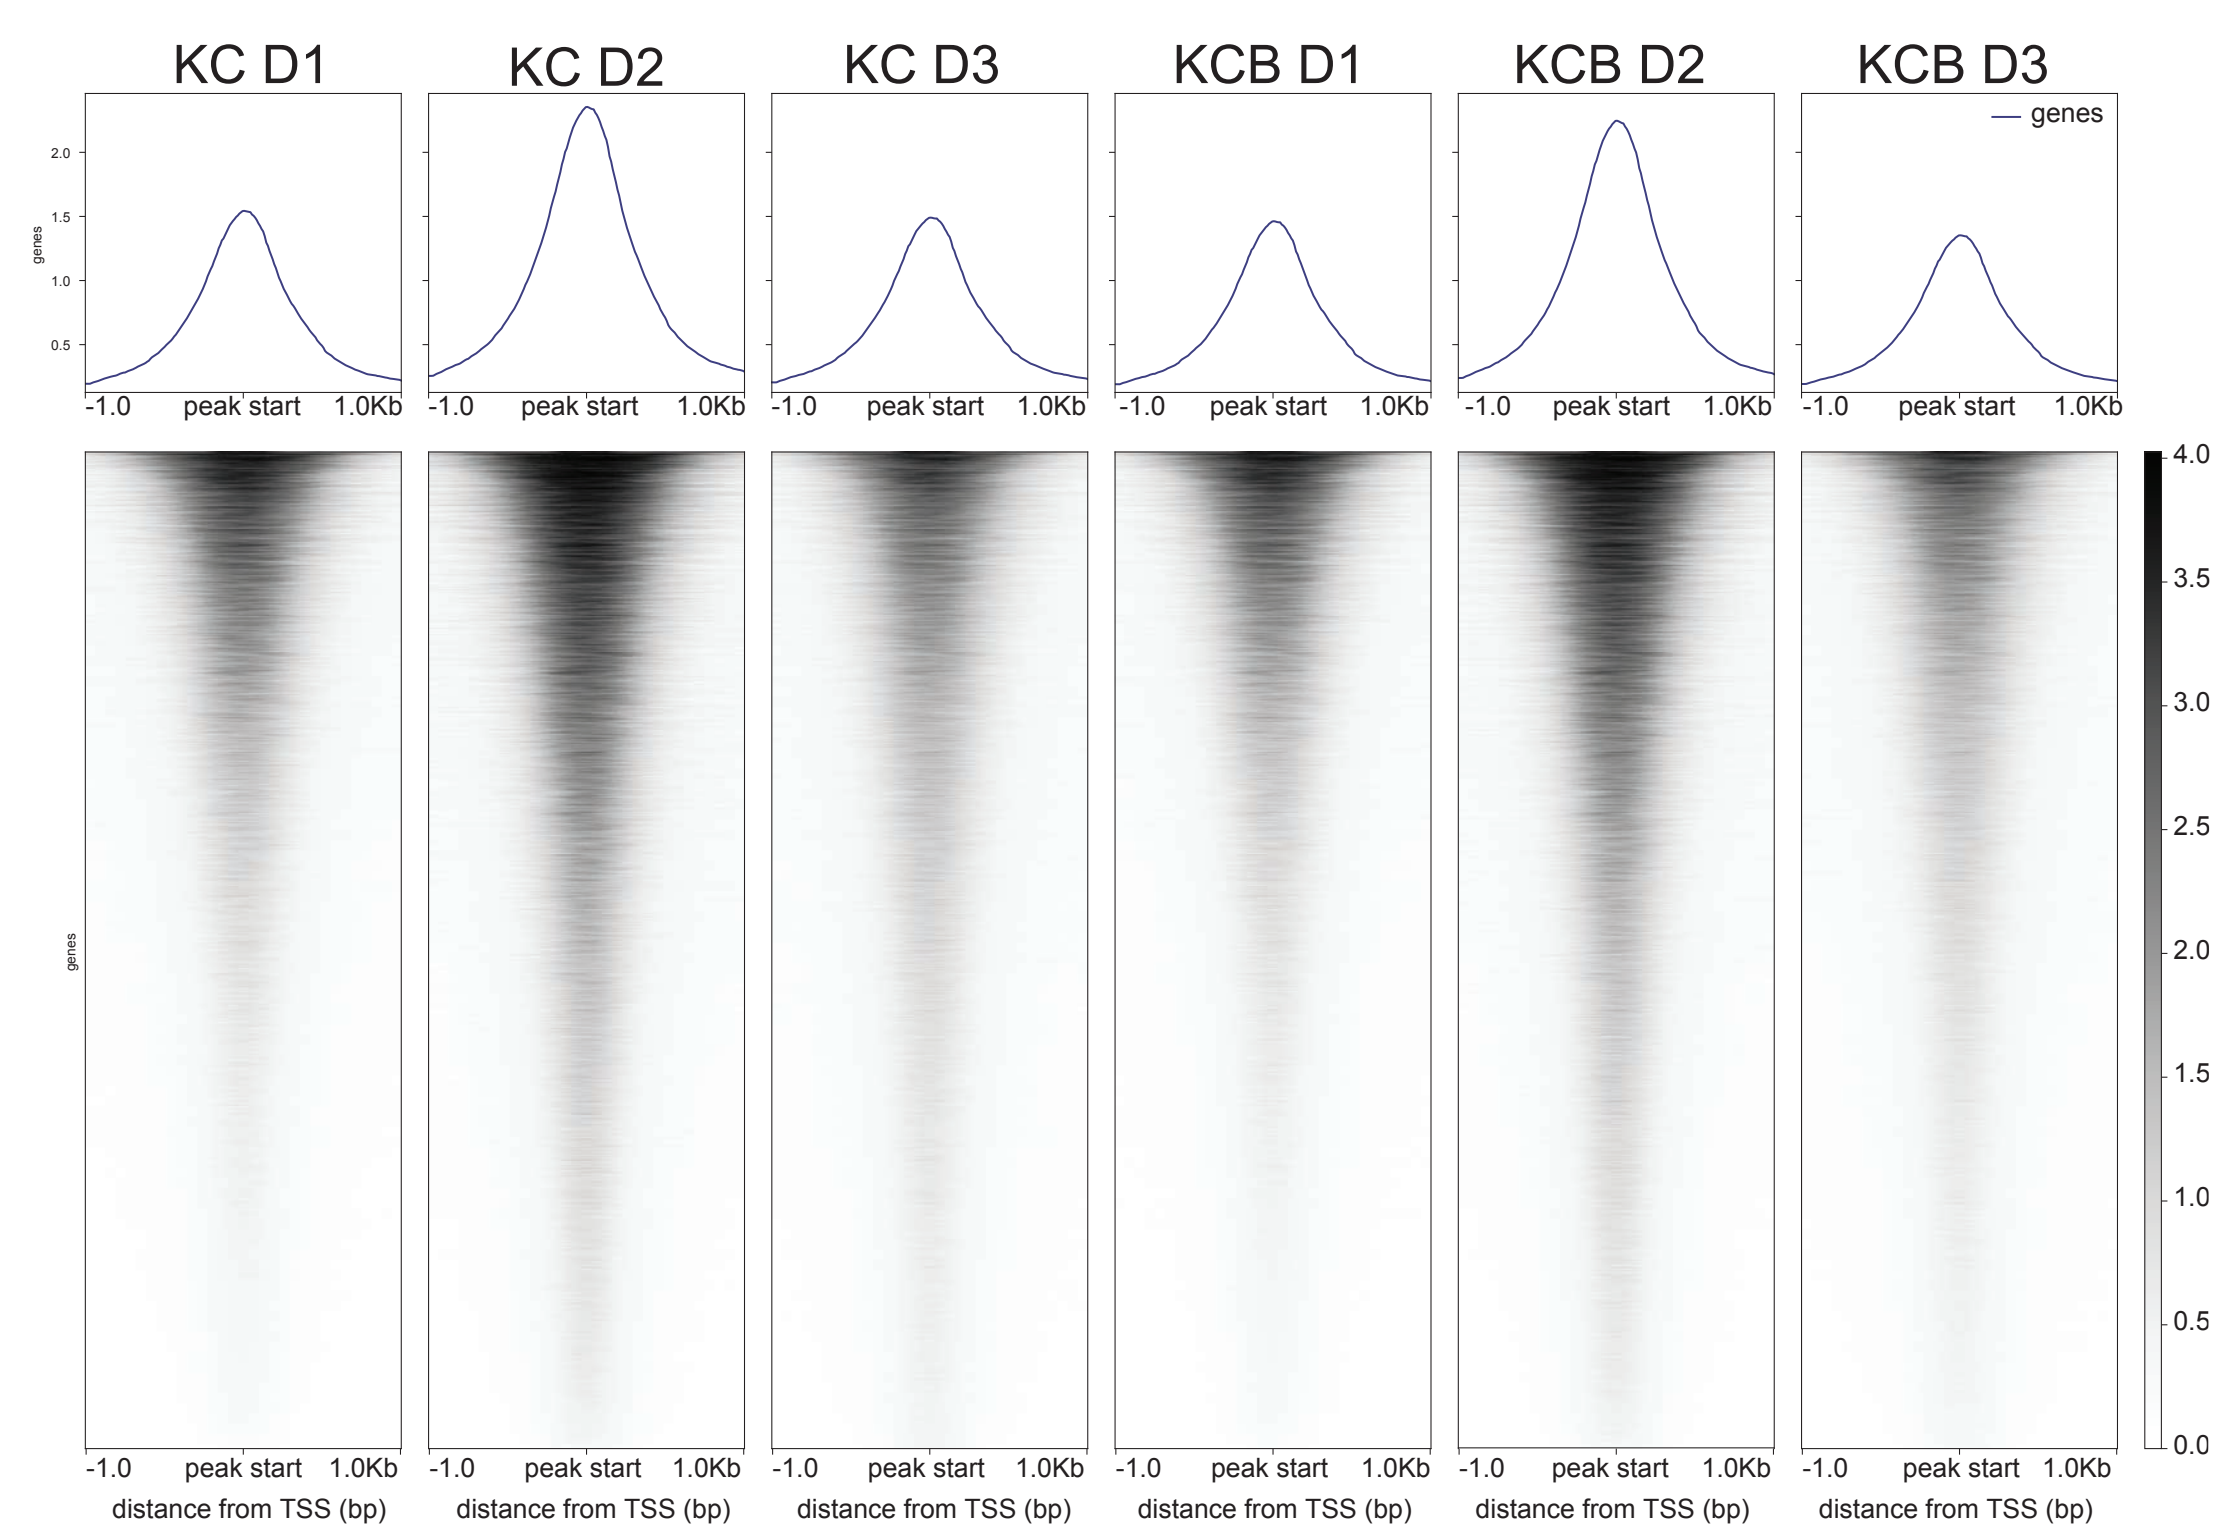 KC D1 KC D2 KC D3 KCB D1 KCB D2 KCB D3
genes
2.0
1.5
1.0
0.5
genes
-1.0 peak start 1.0Kb -1.0 peak start 1.0Kb -1.0 peak start 1.0Kb -1.0 peak start 1.0Kb -1.0 peak start 1.0Kb -1.0 peak start 1.0Kb
4.0
3.5
3.0
2.5
2.0
1.5
1.0
0.5
0.0
genes
-1.0 peak start 1.0Kb -1.0 peak start 1.0Kb -1.0 peak start 1.0Kb -1.0 peak start 1.0Kb -1.0 peak start 1.0Kb -1.0 peak start 1.0Kb
distance from TSS (bp) distance from TSS (bp) distance from TSS (bp) distance from TSS (bp) distance from TSS (bp) distance from TSS (bp)